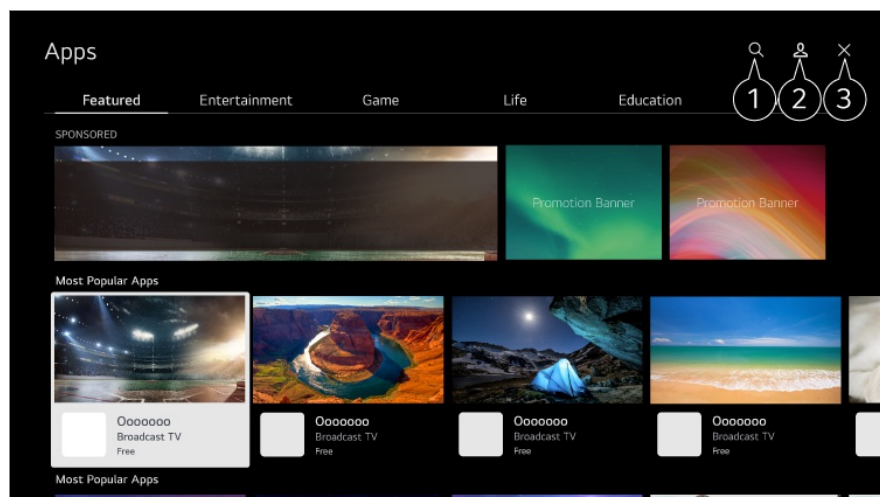 Apps
1 2 3
Featured Entertainment Game Life Education
SPONSORED
Promotion Banner Promotion Banner
Most Popular Apps
Ooooooo Ooooooo Ooooooo Ooooooo
Broadcast TV Broadcast TV Broadcast TV Broadcast TV
Free Free Free Free
Most Popular Apps